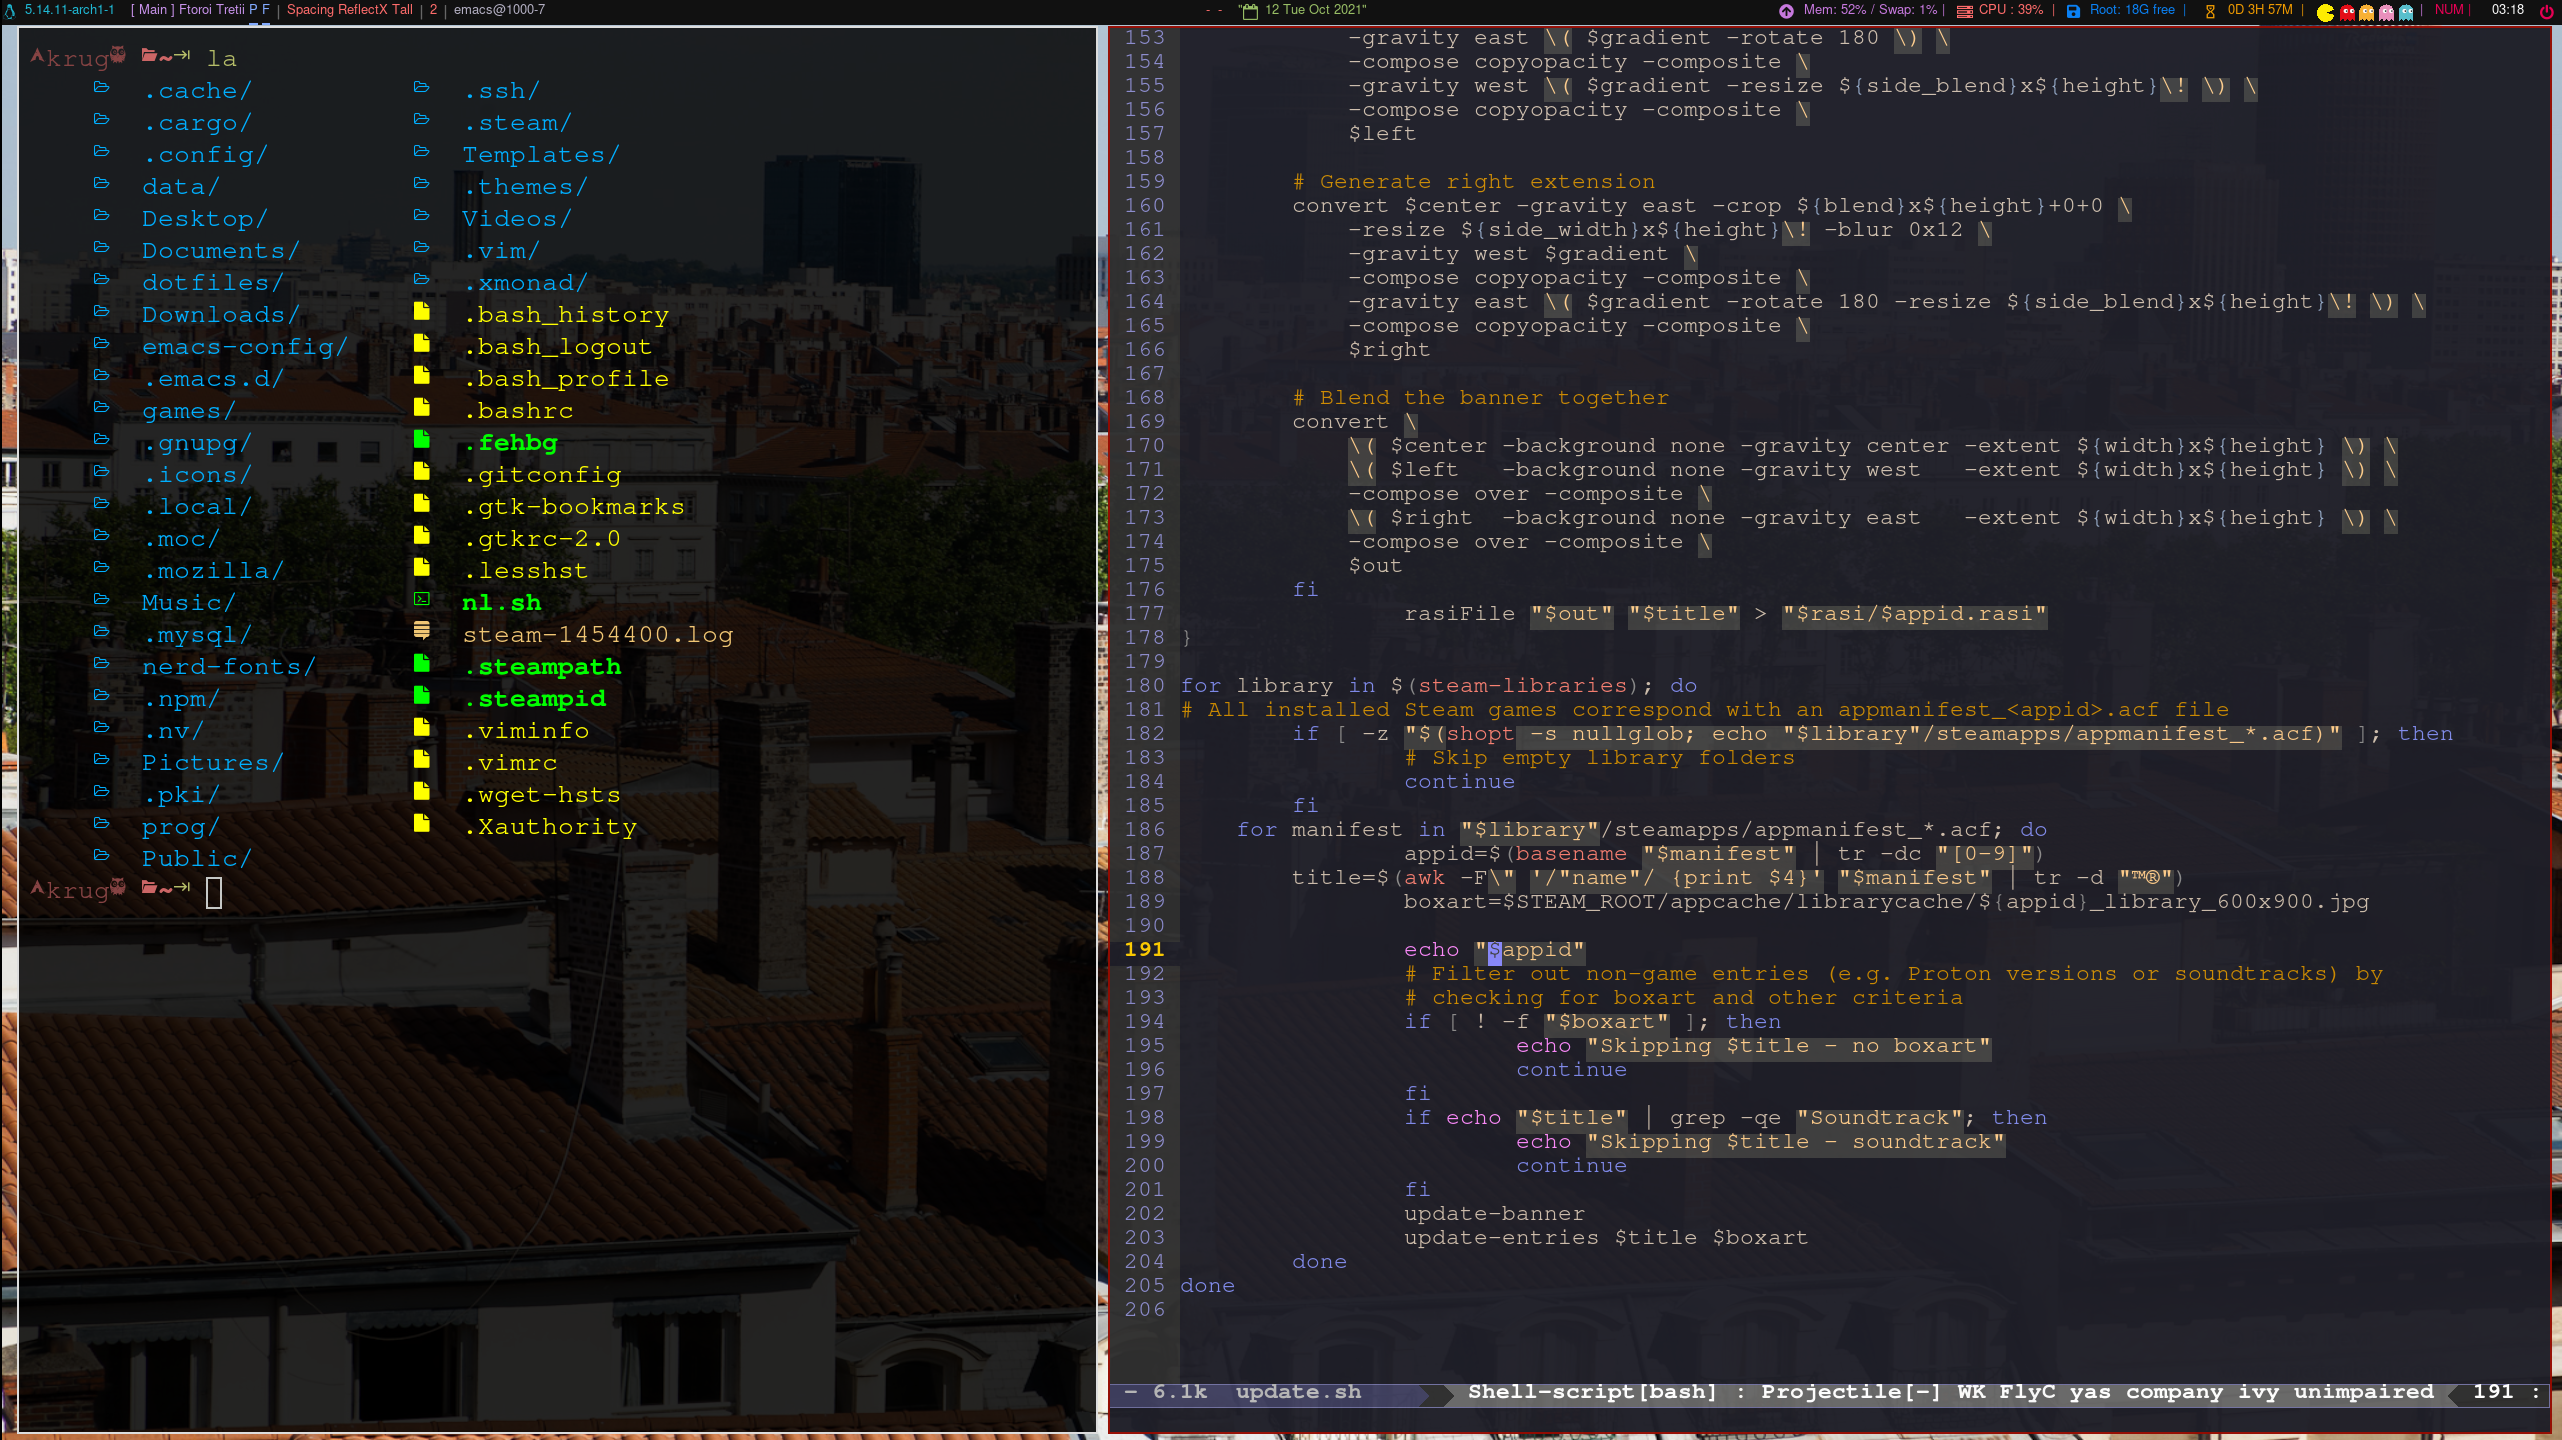 5.14.11-arch1-1 [ Main ] Ftoroi Tretii P F | Spacing ReflectX Tall | 2 | emacs@1000-7
- - " 12 Tue Oct 2021"
Mem: 52% / Swap: 1% | CPU : 39% | Root: 18G free | 0D 3H 57M | | NUM | 03:18
krug ~ la
.cache/ .ssh/
.cargo/ .steam/
.config/ Templates/
data/ .themes/
Desktop/ Videos/
Documents/ .vim/
dotfiles/ .xmonad/
Downloads/ .bash_history
emacs-config/ .bash_logout
.emacs.d/ .bash_profile
games/ .bashrc
.gnupg/ .fehbg
.icons/ .gitconfig
.local/ .gtk-bookmarks
.moc/ .gtkrc-2.0
.mozilla/ .lesshst
Music/ nl.sh
.mysql/ steam-1454400.log
nerd-fonts/ .steampath
.npm/ .steampid
.nv/ .viminfo
Pictures/ .vimrc
.pki/ .wget-hsts
prog/ .Xauthority
Public/
krug ~
153 -gravity east \( $gradient -rotate 180 \) \
154 -compose copyopacity -composite \
155 -gravity west \( $gradient -resize ${side_blend}x${height}\! \) \
156 -compose copyopacity -composite \
157 $left
158
159 # Generate right extension
160 convert $center -gravity east -crop ${blend}x${height}+0+0 \
161 -resize ${side_width}x${height}\! -blur 0x12 \
162 -gravity west $gradient \
163 -compose copyopacity -composite \
164 -gravity east \( $gradient -rotate 180 -resize ${side_blend}x${height}\! \) \
165 -compose copyopacity -composite \
166 $right
167
168 # Blend the banner together
169 convert \
170 \( $center -background none -gravity center -extent ${width}x${height} \) \
171 \( $left -background none -gravity west -extent ${width}x${height} \) \
172 -compose over -composite \
173 \( $right -background none -gravity east -extent ${width}x${height} \) \
174 -compose over -composite \
175 $out
176 fi
177 rasiFile "$out" "$title" > "$rasi/$appid.rasi"
178 }
179
180 for library in $(steam-libraries); do
181 # All installed Steam games correspond with an appmanifest_<appid>.acf file
182 if [ -z "$(shopt -s nullglob; echo "$library"/steamapps/appmanifest_*.acf)" ]; then
183 # Skip empty library folders
184 continue
185 fi
186 for manifest in "$library"/steamapps/appmanifest_*.acf; do
187 appid=$(basename "$manifest" | tr -dc "[0-9]")
188 title=$(awk -F\" '/"name"/ {print $4}' "$manifest" | tr -d "™®")
189 boxart=$STEAM_ROOT/appcache/librarycache/${appid}_library_600x900.jpg
190
191 echo "$appid"
192 # Filter out non-game entries (e.g. Proton versions or soundtracks) by
193 # checking for boxart and other criteria
194 if [ ! -f "$boxart" ]; then
195 echo "Skipping $title - no boxart"
196 continue
197 fi
198 if echo "$title" | grep -qe "Soundtrack"; then
199 echo "Skipping $title - soundtrack"
200 continue
201 fi
202 update-banner
203 update-entries $title $boxart
204 done
205 done
206
- 6.1k update.sh Shell-script[bash] : Projectile[-] WK FlyC yas company ivy unimpaired 191 :